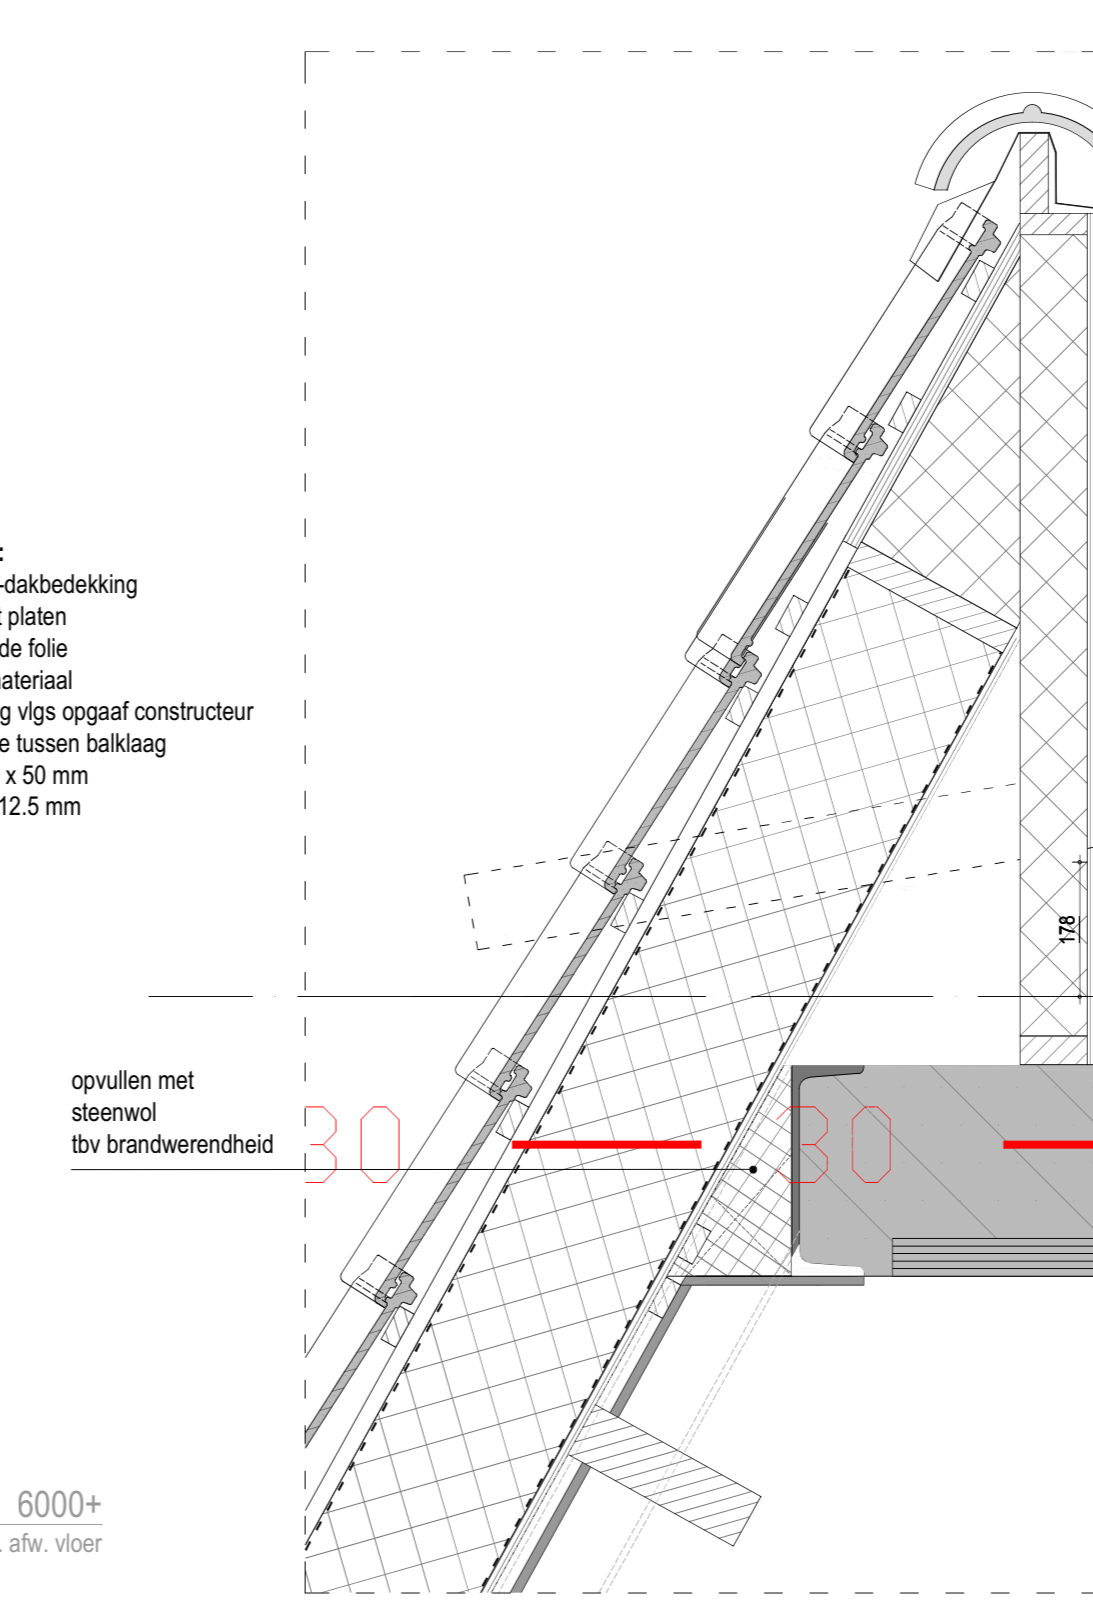 :
-dakbedekking
t platen
de folie
nateriaal
g vlgs opgaaf constructeur
e tussen balklaag
x 50 mm
12.5 mm
178
opvullen met
steenwol
tbv brandwerendheid
30
30
6000+
. afw. vloer